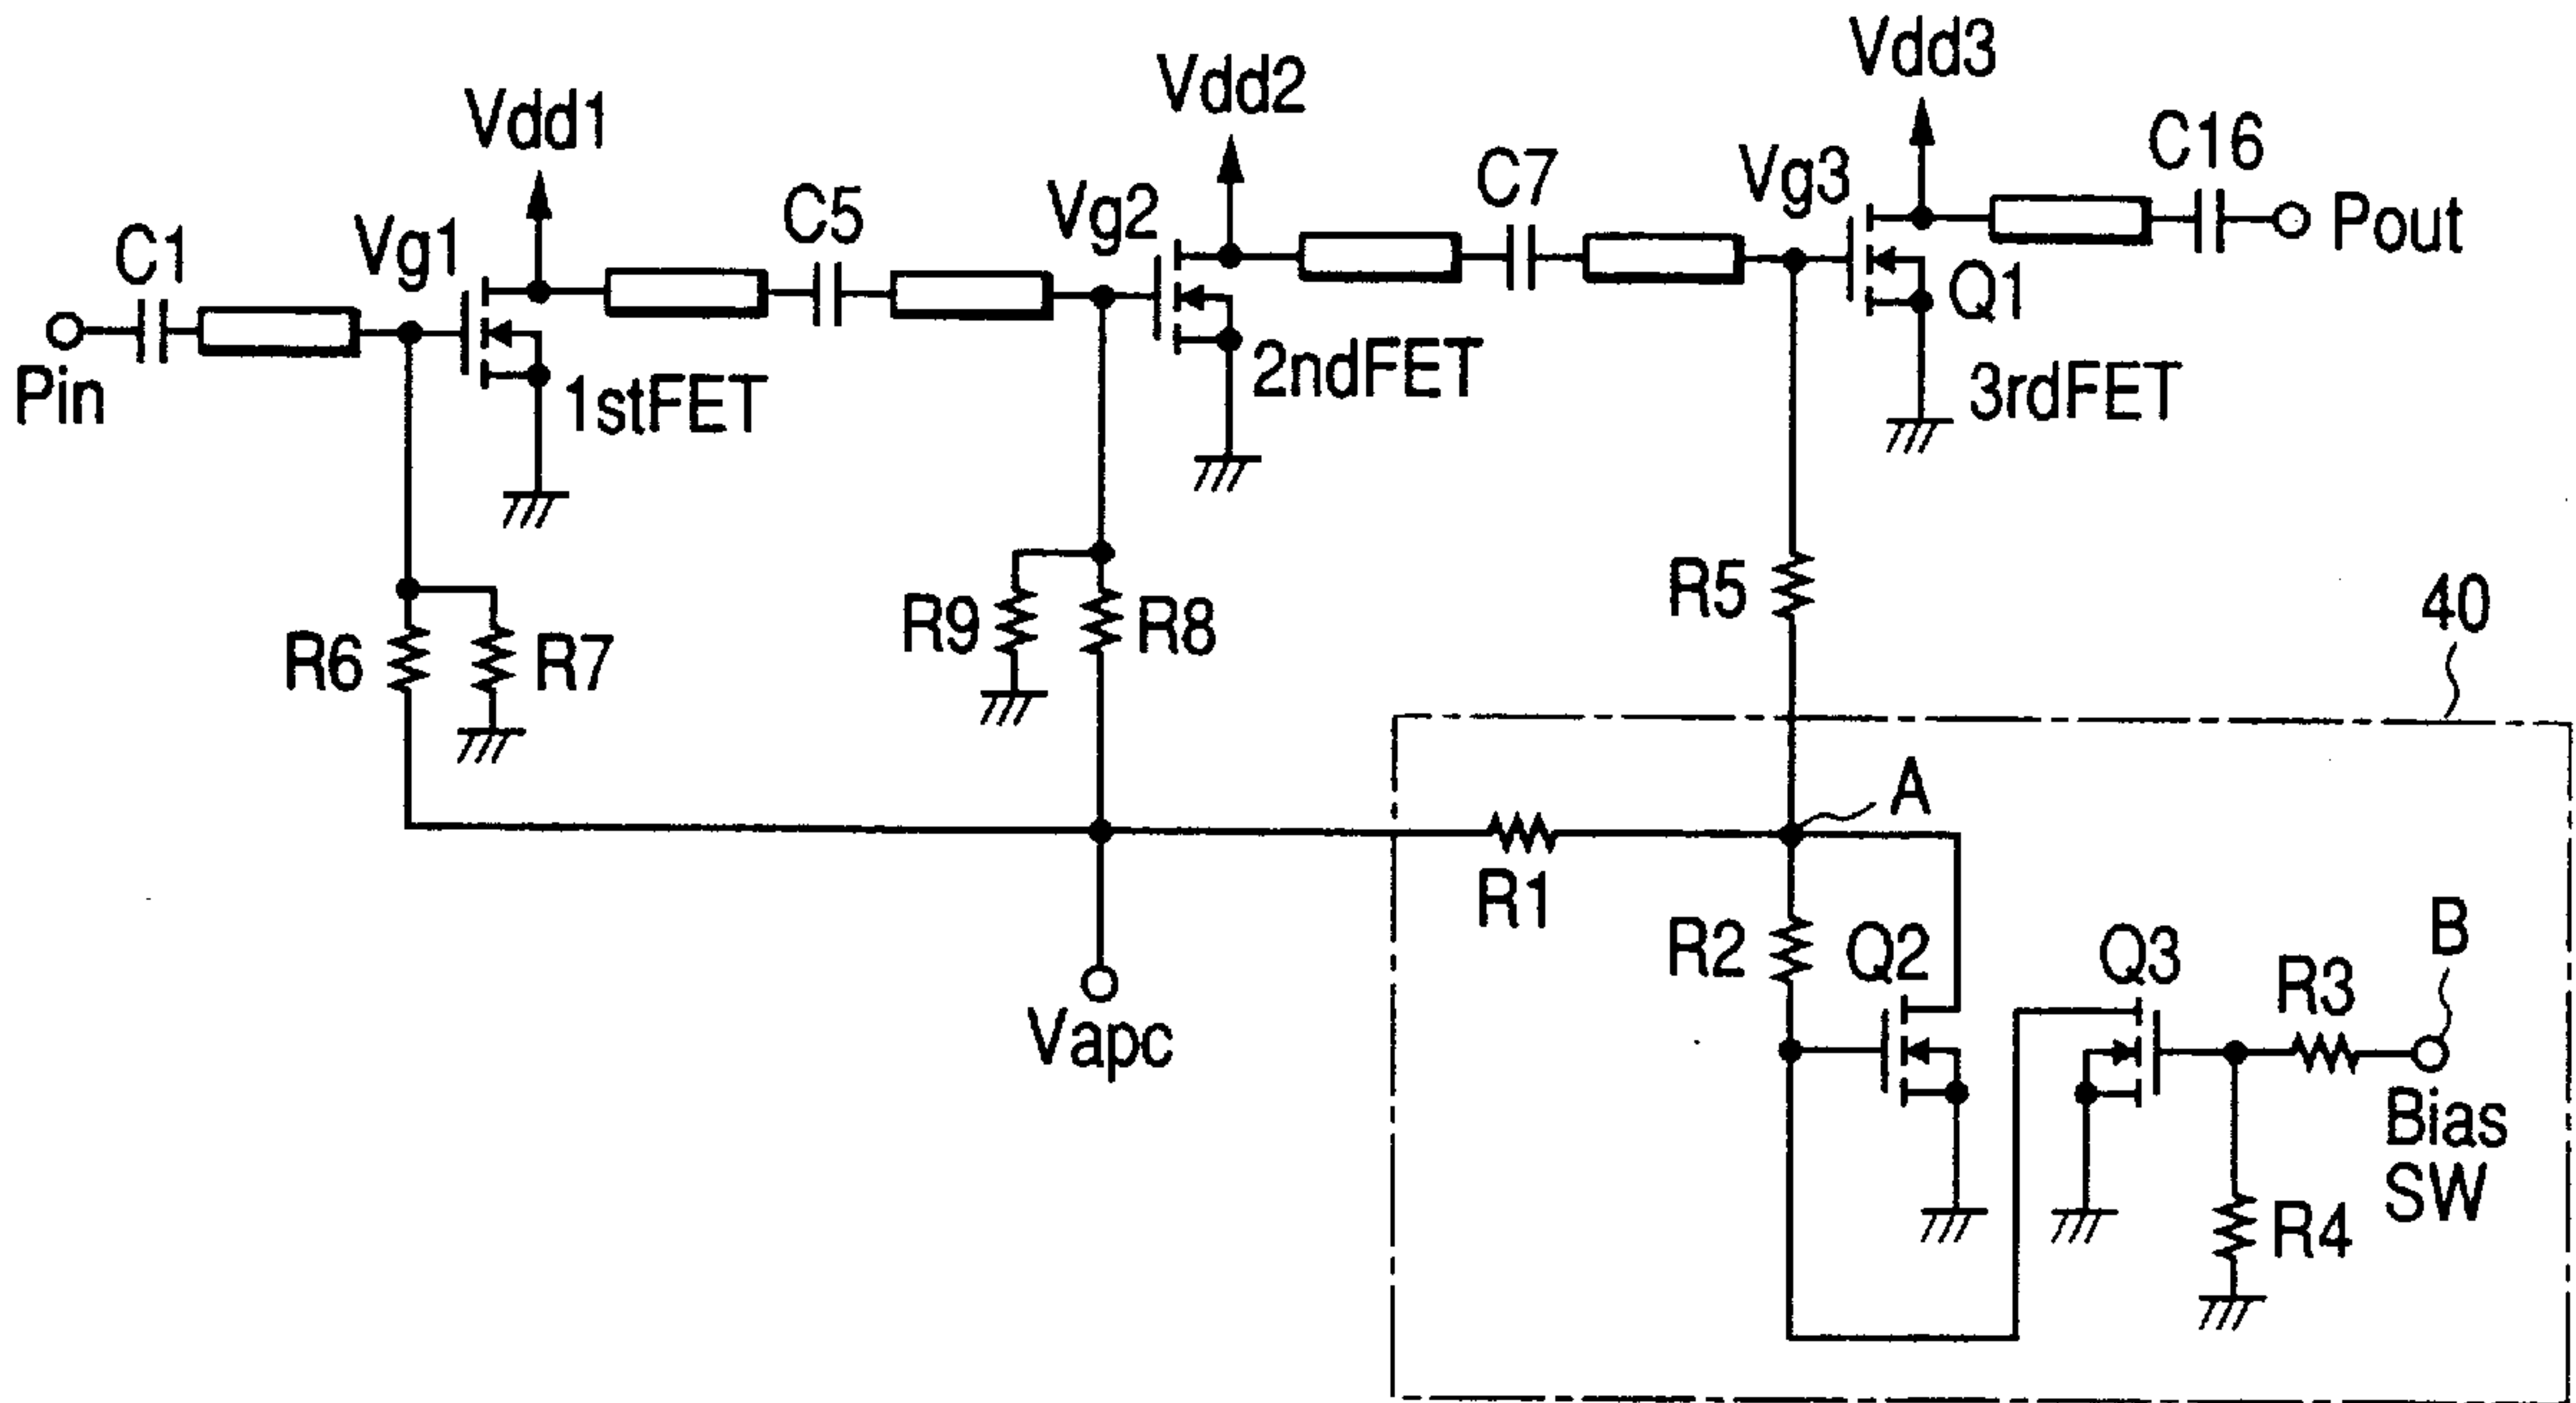 Vdd3
Vdd2
Vdd1
C16
Vg3
C7
Vg2
C5
Vg1
C1
Pout
Q1
Pin
1stFET
2ndFET
3rdFET
R5
40
R9
R8
R6
R7
A
R1
R2
Q2
Q3
R3
B
Vapc
Bias
SW
R4